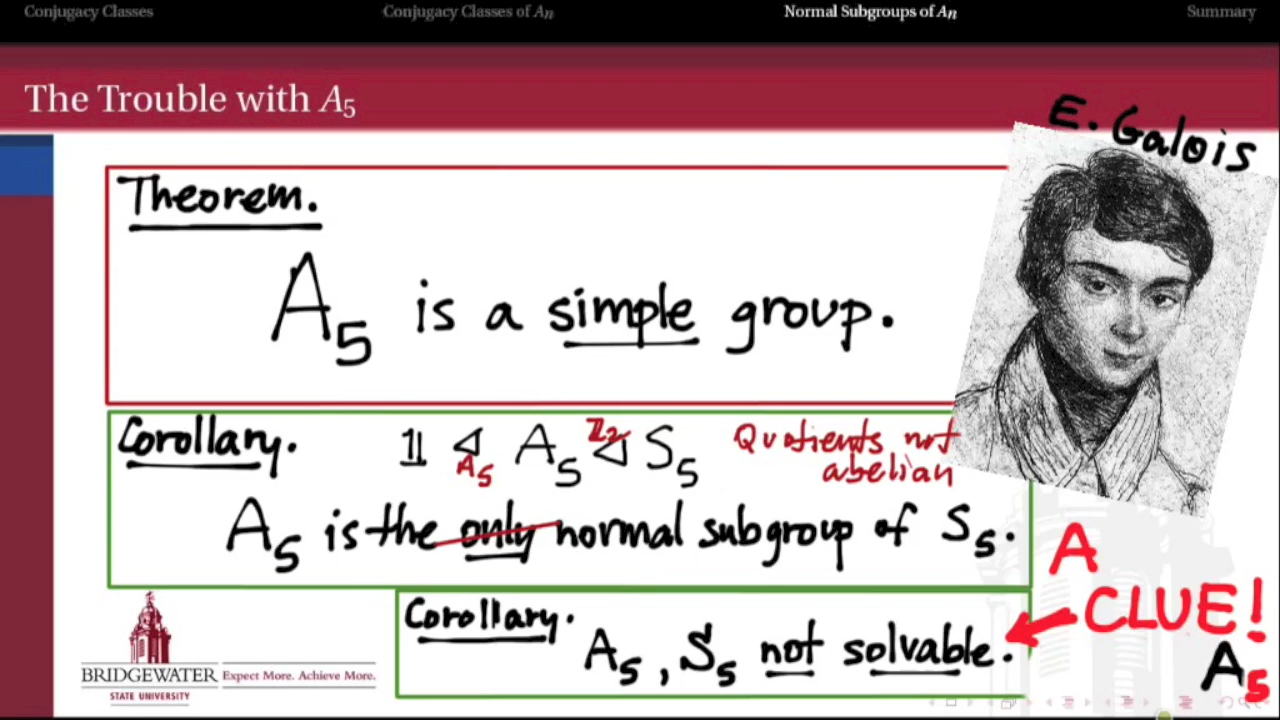 Conjugacy Classes Conjugacy Classes of An Normal Subgroups of An Summary
The Trouble with A5
E. Galois
Theorem.
A5 is a simple group.
Corollary. 𝟙 ⊲ A5 ⊲ S5 Quotients not
A5 Z2 abelian
A5 is the only normal subgroup of S5.
A
CLUE!
Corollary.
A5, S5 not solvable.
A5
BRIDGEWATER
STATE UNIVERSITY
Expect More. Achieve More.